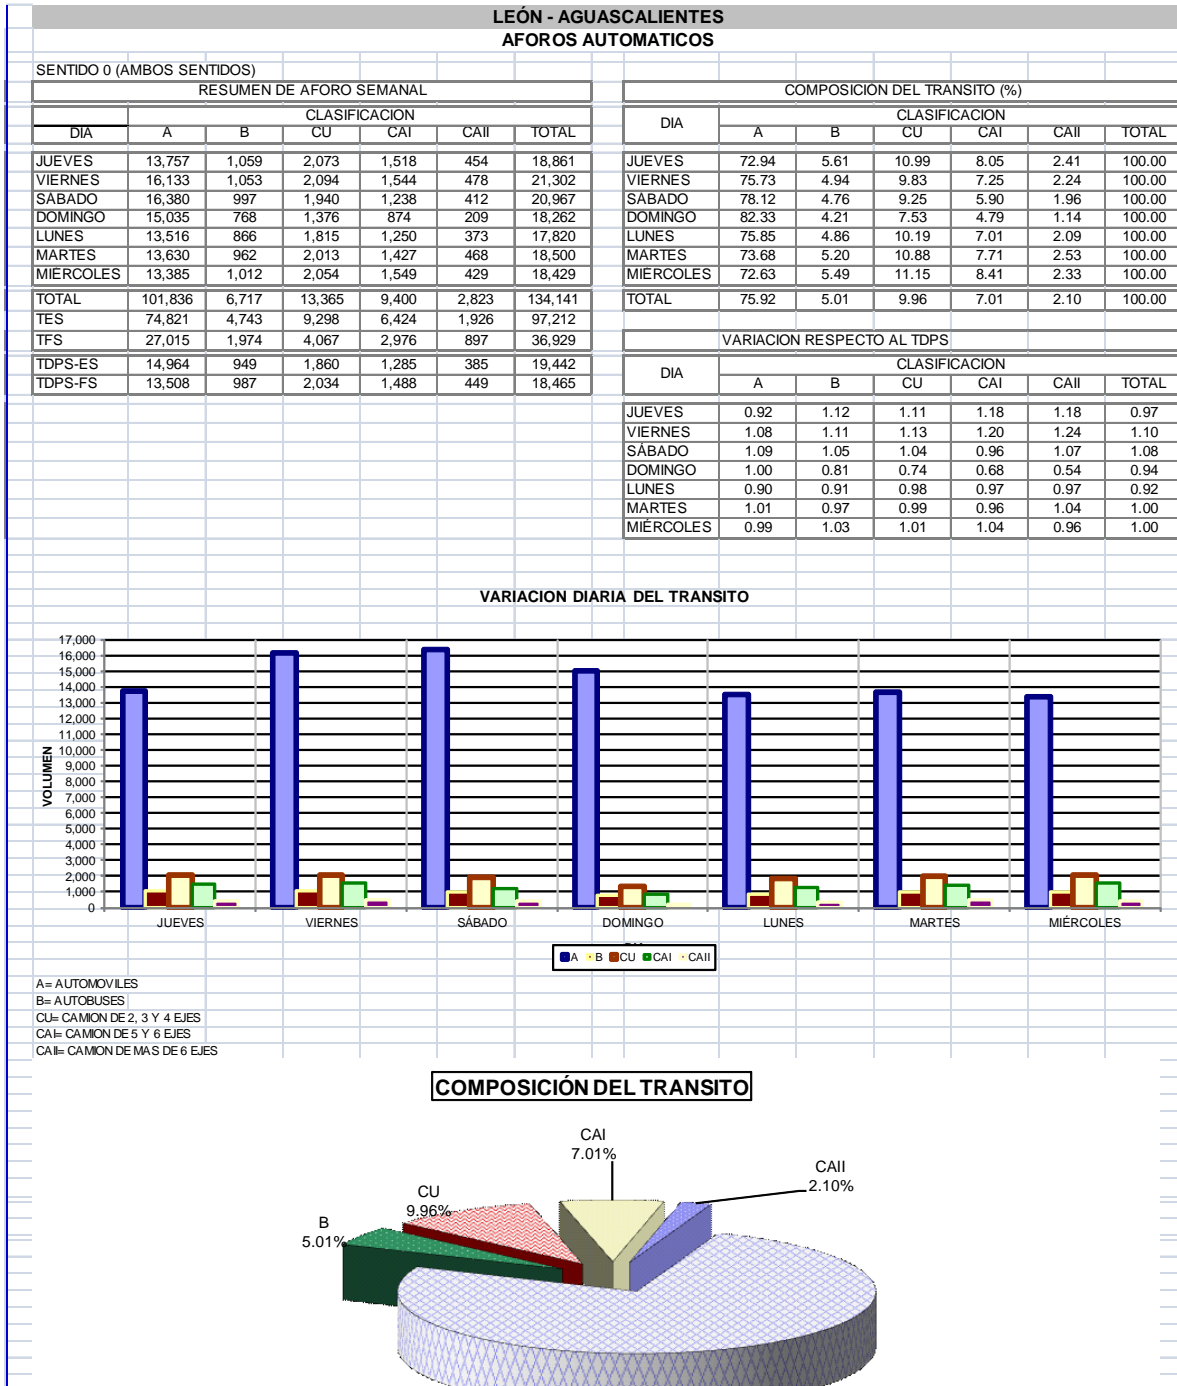 LEÓN - AGUASCALIENTES
AFOROS AUTOMATICOS
SENTIDO 0 (AMBOS SENTIDOS)
RESUMEN DE AFORO SEMANAL
CLASIFICACION
DIA A B CU CAI CAII TOTAL
JUEVES 13,757 1,059 2,073 1,518 454 18,861
VIERNES 16,133 1,053 2,094 1,544 478 21,302
SÁBADO 16,380 997 1,940 1,238 412 20,967
DOMINGO 15,035 768 1,376 874 209 18,262
LUNES 13,516 866 1,815 1,250 373 17,820
MARTES 13,630 962 2,013 1,427 468 18,500
MIÉRCOLES 13,385 1,012 2,054 1,549 429 18,429
TOTAL 101,836 6,717 13,365 9,400 2,823 134,141
TES 74,821 4,743 9,298 6,424 1,926 97,212
TFS 27,015 1,974 4,067 2,976 897 36,929
TDPS-ES 14,964 949 1,860 1,285 385 19,442
TDPS-FS 13,508 987 2,034 1,488 449 18,465
COMPOSICIÓN DEL TRANSITO (%)
CLASIFICACION
DIA A B CU CAI CAII TOTAL
JUEVES 72.94 5.61 10.99 8.05 2.41 100.00
VIERNES 75.73 4.94 9.83 7.25 2.24 100.00
SÁBADO 78.12 4.76 9.25 5.90 1.96 100.00
DOMINGO 82.33 4.21 7.53 4.79 1.14 100.00
LUNES 75.85 4.86 10.19 7.01 2.09 100.00
MARTES 73.68 5.20 10.88 7.71 2.53 100.00
MIÉRCOLES 72.63 5.49 11.15 8.41 2.33 100.00
TOTAL 75.92 5.01 9.96 7.01 2.10 100.00
VARIACION RESPECTO AL TDPS
CLASIFICACION
DIA A B CU CAI CAII TOTAL
JUEVES 0.92 1.12 1.11 1.18 1.18 0.97
VIERNES 1.08 1.11 1.13 1.20 1.24 1.10
SÁBADO 1.09 1.05 1.04 0.96 1.07 1.08
DOMINGO 1.00 0.81 0.74 0.68 0.54 0.94
LUNES 0.90 0.91 0.98 0.97 0.97 0.92
MARTES 1.01 0.97 0.99 0.96 1.04 1.00
MIÉRCOLES 0.99 1.03 1.01 1.04 0.96 1.00
VARIACION DIARIA DEL TRANSITO
VOLUMEN
17,000
16,000
15,000
14,000
13,000
12,000
11,000
10,000
9,000
8,000
7,000
6,000
5,000
4,000
3,000
2,000
1,000
0
JUEVES VIERNES SÁBADO DOMINGO LUNES MARTES MIÉRCOLES
A B CU CAI CAII
A= AUTOMOVILES
B= AUTOBUSES
CU= CAMION DE 2, 3 Y 4 EJES
CAI= CAMION DE 5 Y 6 EJES
CAII= CAMION DE MAS DE 6 EJES
COMPOSICIÓN DEL TRANSITO
CAI
7.01%
CAII
2.10%
CU
9.96%
B
5.01%